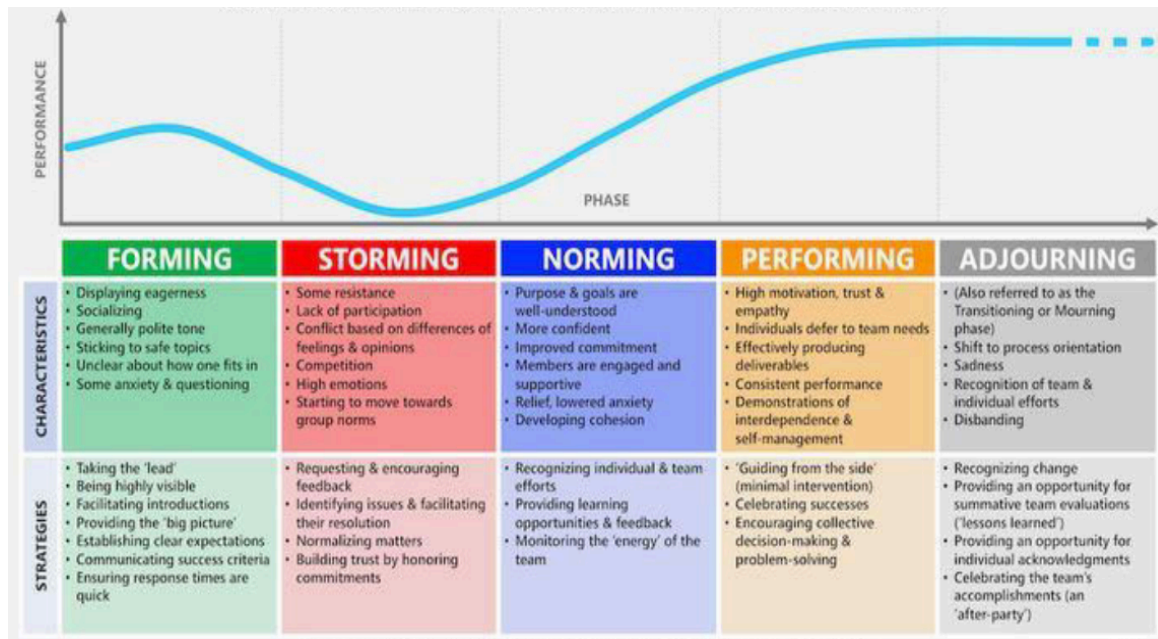 PERFORMANCE
PHASE
FORMING
STORMING
NORMING
PERFORMING
ADJOURNING
CHARACTERISTICS
• Displaying eagerness
• Socializing
• Generally polite tone
• Sticking to safe topics
• Unclear about how one fits in
• Some anxiety & questioning
• Some resistance
• Lack of participation
• Conflict based on differences of
feelings & opinions
• Competition
• High emotions
• Starting to move towards
group norms
• Purpose & goals are
well-understood
• More confident
• Improved commitment
• Members are engaged and
supportive
• Relief, lowered anxiety
• Developing cohesion
• High motivation, trust &
empathy
• Individuals defer to team needs
• Effectively producing
deliverables
• Consistent performance
• Demonstrations of
interdependence &
self-management
• (Also referred to as the
Transitioning or Mourning
phase)
• Shift to process orientation
• Sadness
• Recognition of team &
individual efforts
• Disbanding
STRATEGIES
• Taking the 'lead'
• Being highly visible
• Facilitating introductions
• Providing the 'big picture'
• Establishing clear expectations
• Communicating success criteria
• Ensuring response times are
quick
• Requesting & encouraging
feedback
• Identifying issues & facilitating
their resolution
• Normalizing matters
• Building trust by honoring
commitments
• Recognizing individual & team
efforts
• Providing learning
opportunities & feedback
• Monitoring the 'energy' of the
team
• 'Guiding from the side'
(minimal intervention)
• Celebrating successes
• Encouraging collective
decision-making &
problem-solving
• Recognizing change
• Providing an opportunity for
summative team evaluations
('lessons learned')
• Providing an opportunity for
individual acknowledgments
• Celebrating the team's
accomplishments (an
'after-party')